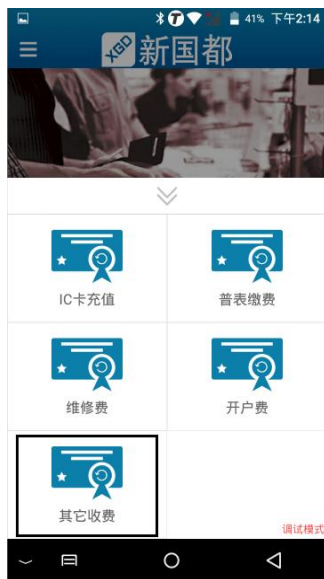 41% 下午2:14
XGD 新国都
IC卡充值
普表缴费
维修费
开户费
其它收费
调试模式